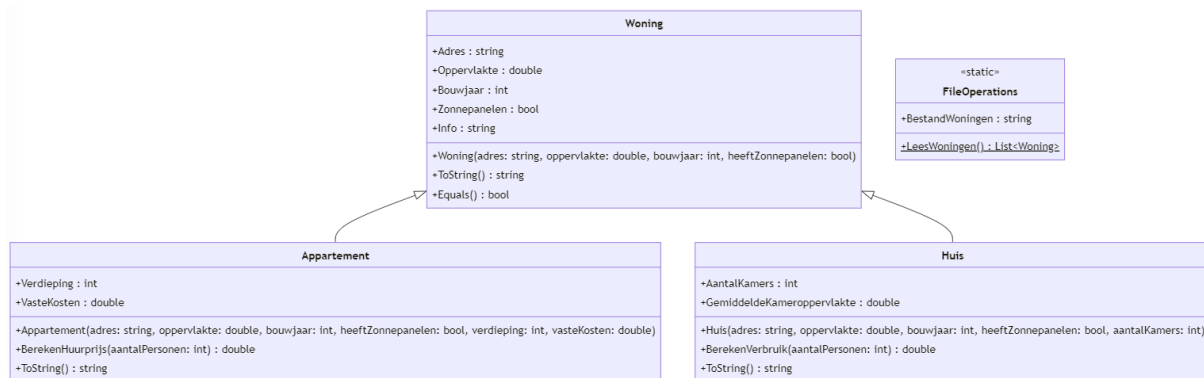 Woning
+Adres : string
+Oppervlakte : double
+Bouwjaar : int
+Zonnepanelen : bool
+Info : string
+Woning(adres: string, oppervlakte: double, bouwjaar: int, heeftZonnepanelen: bool)
+ToString() : string
+Equals() : bool
«static»
FileOperations
+BestandWoningen : string
+LeesWoningen() : List<Woning>
Appartement
+Verdieping : int
+VasteKosten : double
+Appartement(adres: string, oppervlakte: double, bouwjaar: int, heeftZonnepanelen: bool, verdieping: int, vasteKosten: double)
+BerekenHuurprijs(aantalPersonen: int) : double
+ToString() : string
Huis
+AantalKamers : int
+GemiddeldeKameroppervlakte : double
+Huis(adres: string, oppervlakte: double, bouwjaar: int, heeftZonnepanelen: bool, aantalKamers: int)
+BerekenVerbruik(aantalPersonen: int) : double
+ToString() : string